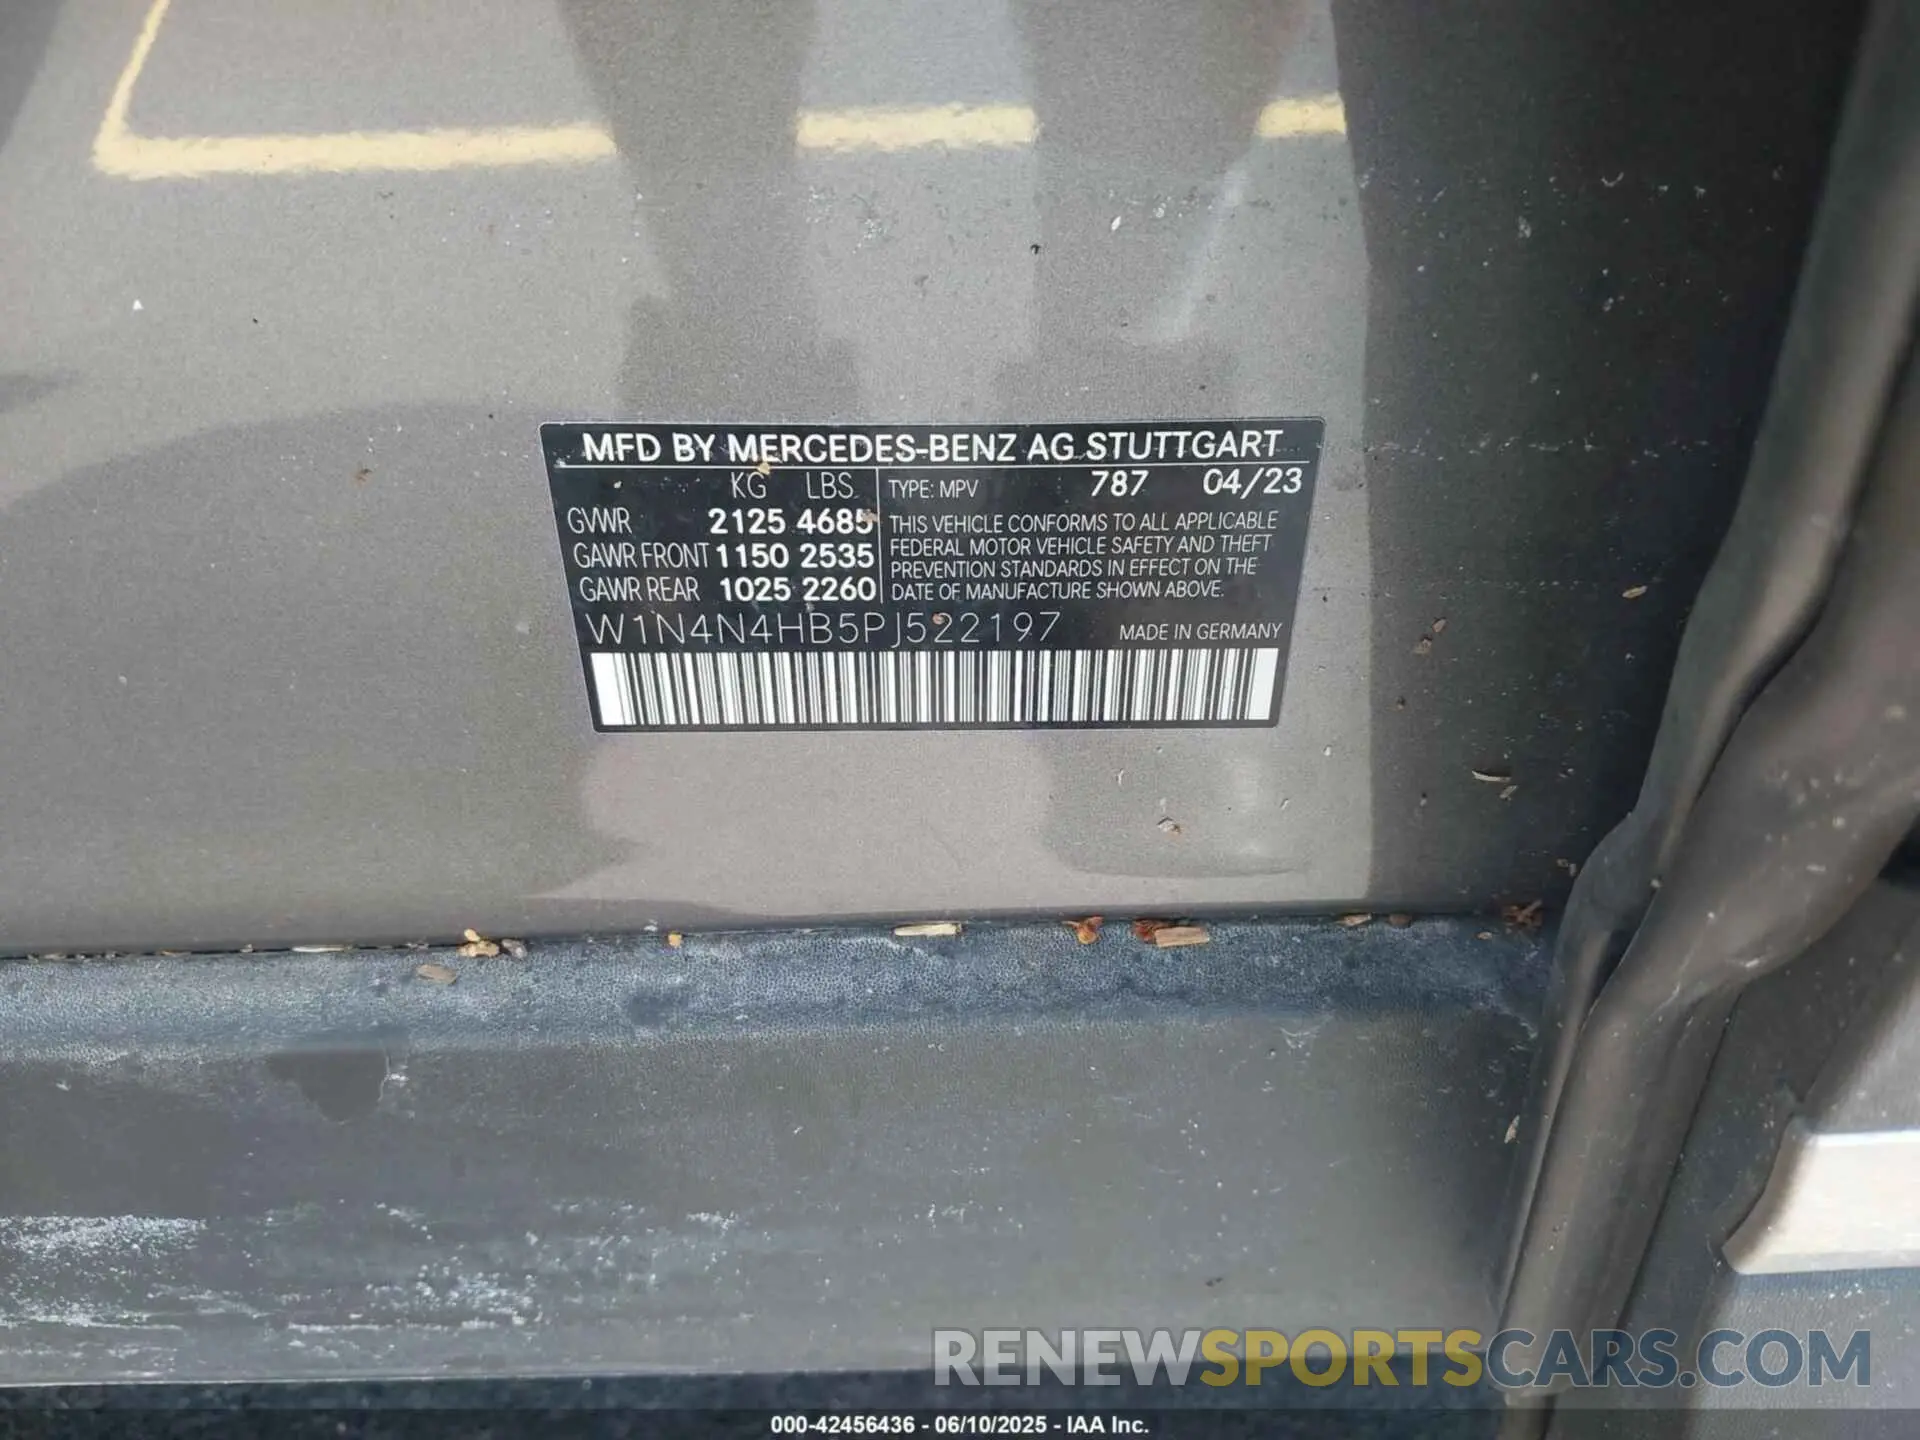 MFD BY MERCEDES-BENZ AG STUTTGART
KG LBS TYPE: MPV 787 04/23
GVWR 2125 4685 THIS VEHICLE CONFORMS TO ALL APPLICABLE
GAWR FRONT 1150 2535 FEDERAL MOTOR VEHICLE SAFETY AND THEFT
PREVENTION STANDARDS IN EFFECT ON THE
GAWR REAR 1025 2260 DATE OF MANUFACTURE SHOWN ABOVE.
W1N4N4HB5PJ522197 MADE IN GERMANY
RENEWSPORTSCARS.COM
000-42456436 - 06/10/2025 - IAA Inc.